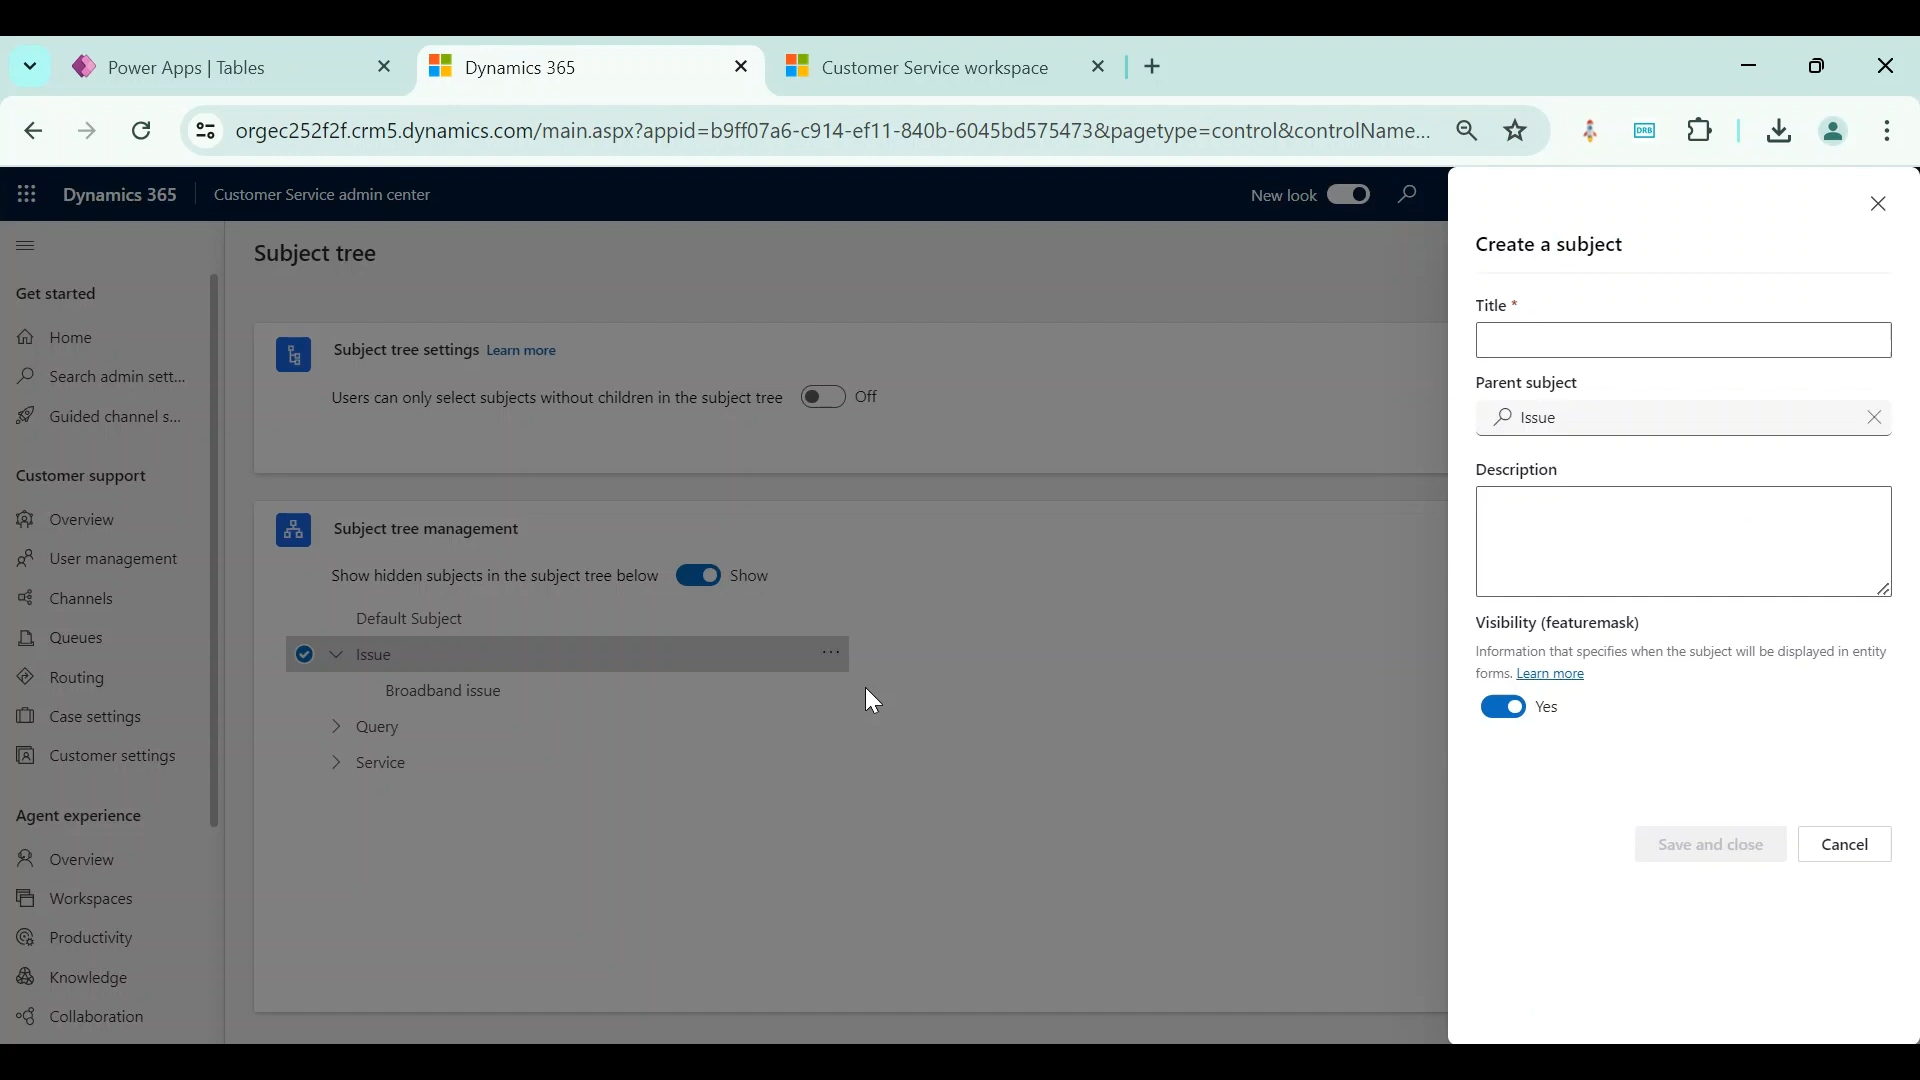 Power Apps | Tables
Dynamics 365
Customer Service workspace
orgec252f2f.crm5.dynamics.com/main.aspx?appid=b9ff07a6-c914-ef11-840b-6045bd575473&pagetype=control&controlName...
DRB
Dynamics 365
Customer Service admin center
New look
Get started
Home
Search admin sett...
Guided channel s...
Customer support
Overview
User management
Channels
Queues
Routing
Case settings
Customer settings
Agent experience
Overview
Workspaces
Productivity
Knowledge
Collaboration
Subject tree
Subject tree settings Learn more
Users can only select subjects without children in the subject tree Off
Subject tree management
Show hidden subjects in the subject tree below Show
Default Subject
Issue ...
Broadband issue
Query
Service
Create a subject
Title *
Parent subject
Issue
Description
Visibility (featuremask)
Information that specifies when the subject will be displayed in entity
forms. Learn more
Yes
Save and close Cancel